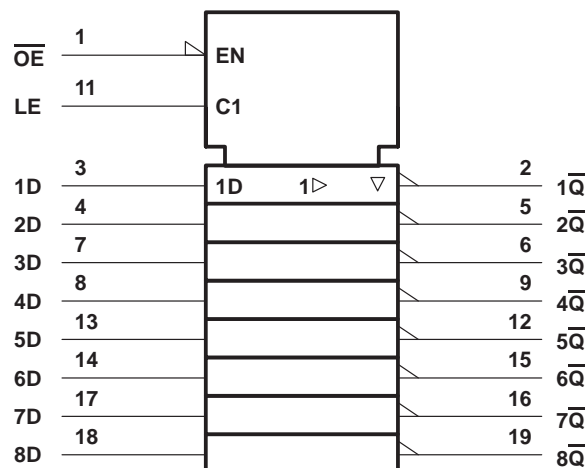 1
O̅E̅ EN
11
LE C1
3 2
1D 1D 1▷ ▽ 1Q̅
4 5
2D 2Q̅
7 6
3D 3Q̅
8 9
4D 4Q̅
13 12
5D 5Q̅
14 15
6D 6Q̅
17 16
7D 7Q̅
18 19
8D 8Q̅